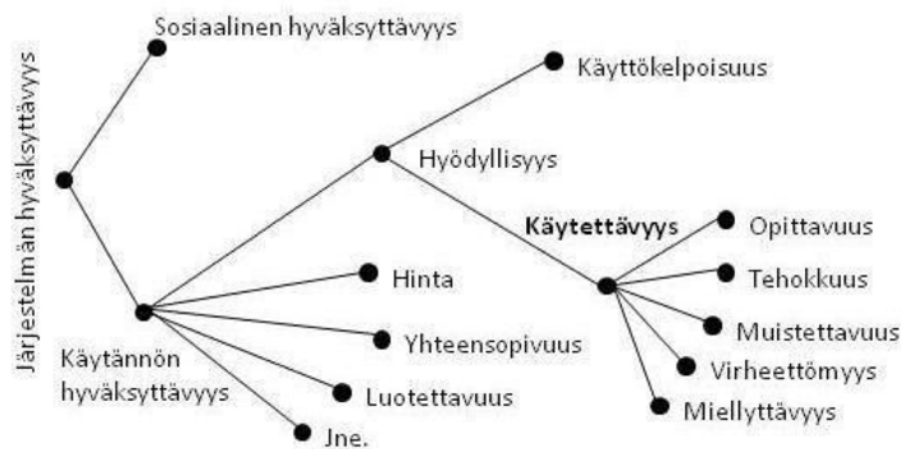 Järjestelmän hyväksyttävyys
Sosiaalinen hyväksyttävyys
Käyttökelpoisuus
Hyödyllisyys
Käytettävyys
Opittavuus
Tehokkuus
Muistettavuus
Virheettömyys
Miellyttävyys
Hinta
Yhteensopivuus
Luotettavuus
Jne.
Käytännön
hyväksyttävyys